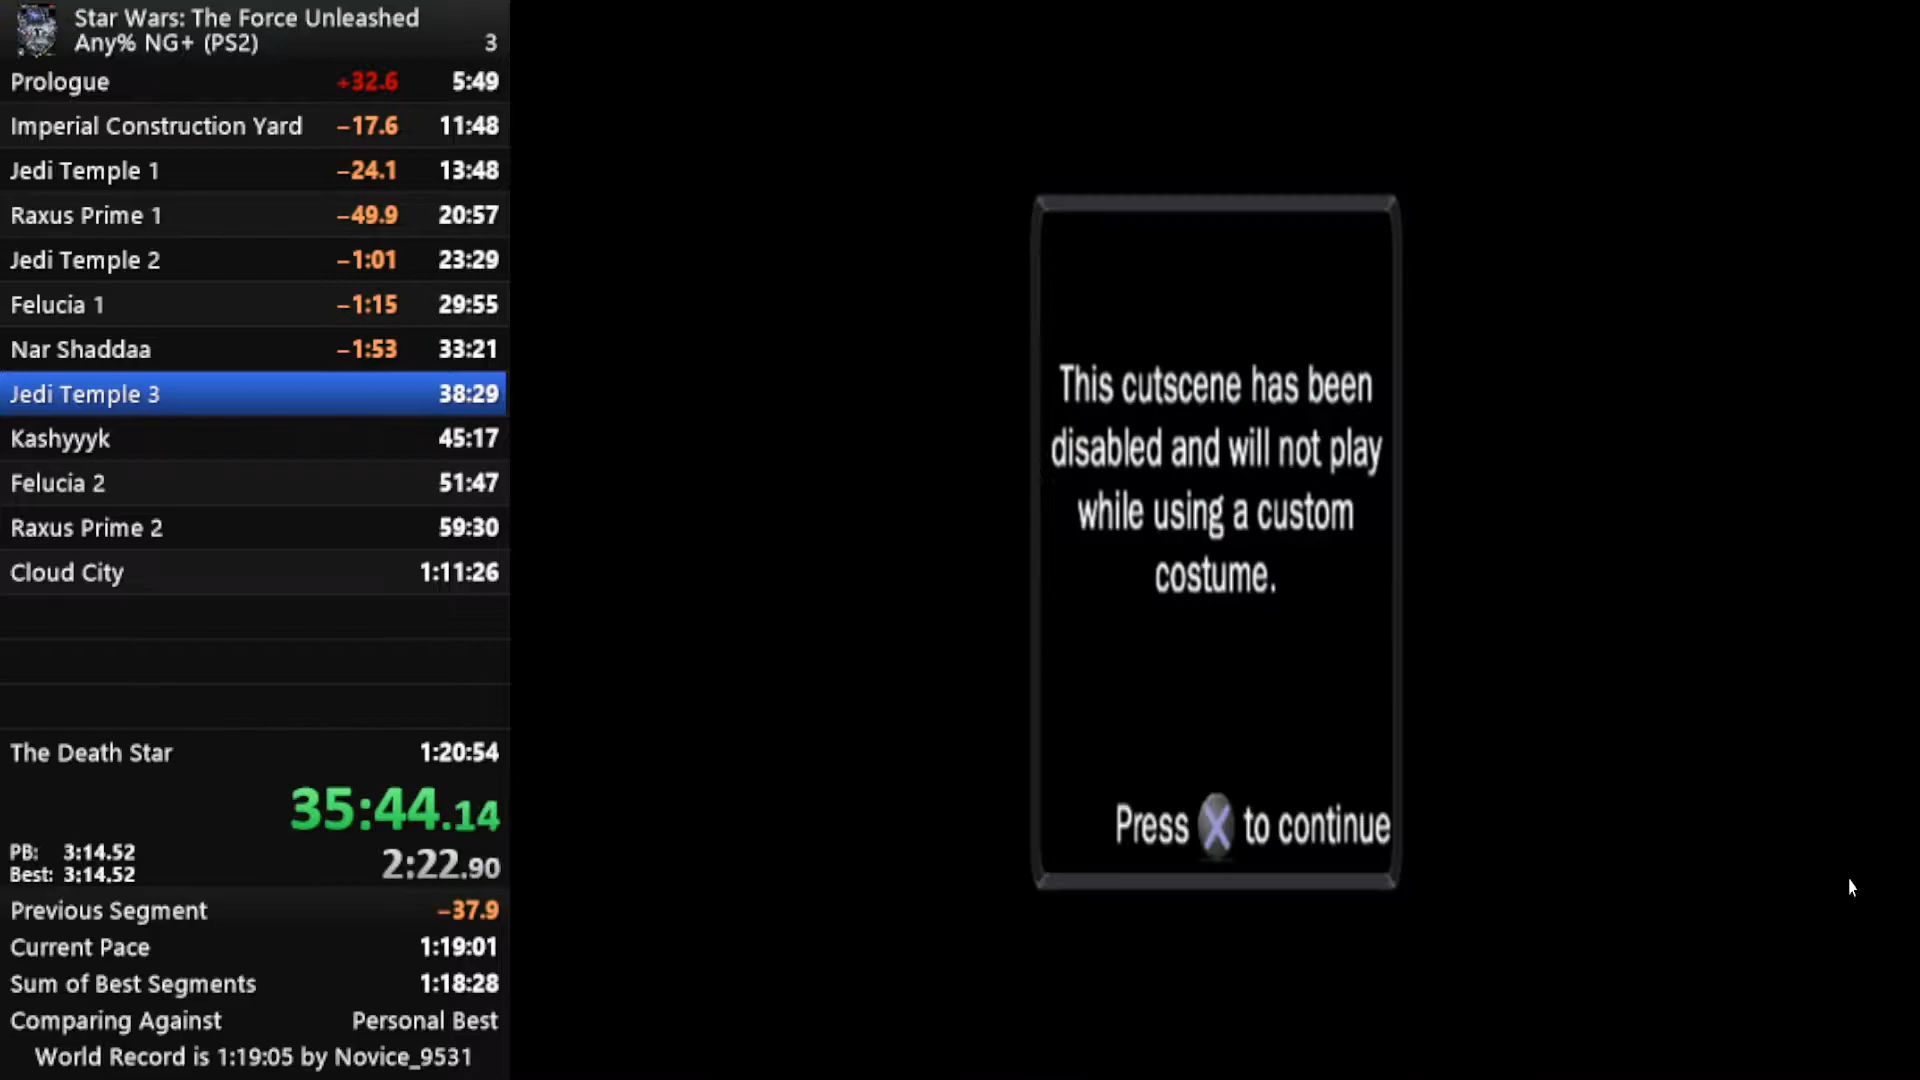 Star Wars: The Force Unleashed
Any% NG+ (PS2) 3
Prologue +32.6 5:49
Imperial Construction Yard −17.6 11:48
Jedi Temple 1 −24.1 13:48
Raxus Prime 1 −49.9 20:57
Jedi Temple 2 −1:01 23:29
Felucia 1 −1:15 29:55
Nar Shaddaa −1:53 33:21
Jedi Temple 3 38:29
Kashyyyk 45:17
Felucia 2 51:47
Raxus Prime 2 59:30
Cloud City 1:11:26
The Death Star 1:20:54
35:44.14
PB: 3:14.52
Best: 3:14.52
2:22.90
Previous Segment −37.9
Current Pace 1:19:01
Sum of Best Segments 1:18:28
Comparing Against Personal Best
World Record is 1:19:05 by Novice_9531
This cutscene has been
disabled and will not play
while using a custom
costume.
Press X to continue